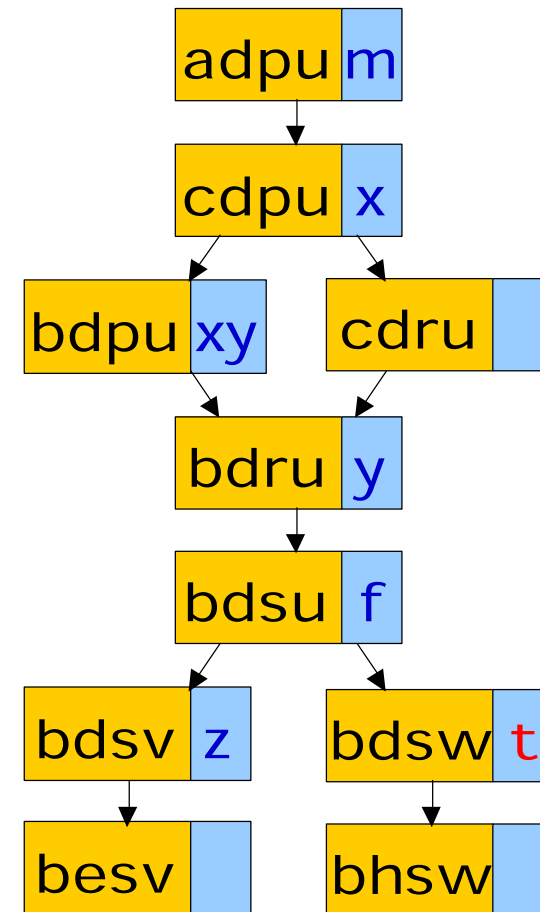 adpu m
cdpu x
bdpu xy
cdru
bdru y
bdsu f
bdsv z
bdsw t
besv
bhsw